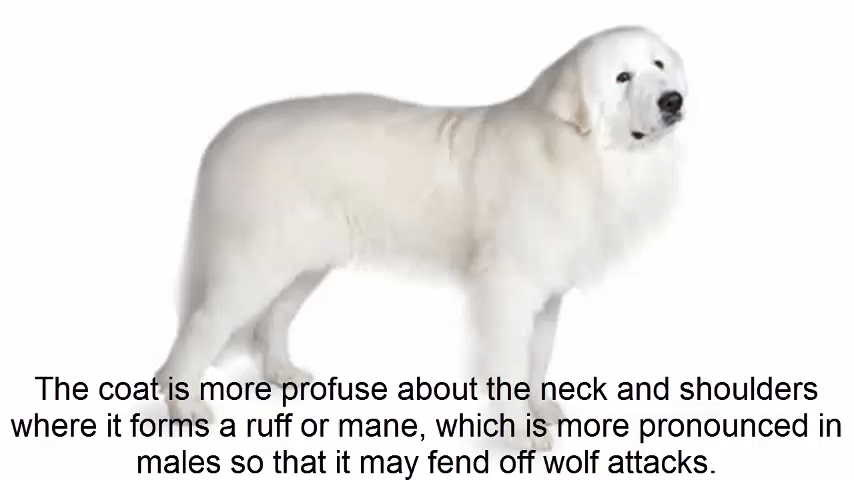 The coat is more profuse about the neck and shoulders
where it forms a ruff or mane, which is more pronounced in
males so that it may fend off wolf attacks.